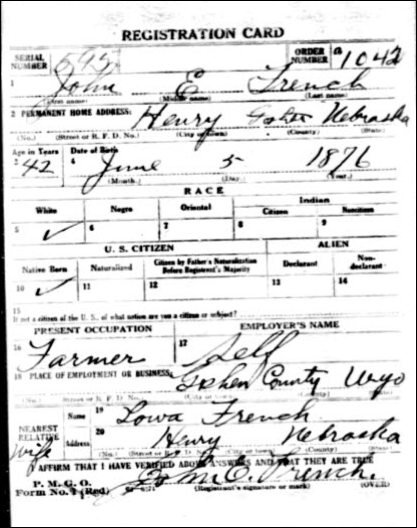 REGISTRATION CARD
SERIAL NUMBER ORDER NUMBER 1042
1 John E French
(First name) (Middle name) (Last name)
2 PERMANENT HOME ADDRESS: Henry Nebraska
(No.) (Street or R. F. D. No.) (City or town) (County) (State)
Age in Years Date of Birth
3 42 4 June 5 1876
(Month.) (Day.) (Year.)
RACE
White Negro Oriental Indian
Citizen Noncitizen
5 ✓ 6 7 8 9
U. S. CITIZEN ALIEN
Native Born Naturalized Citizen by Father's Naturalization Before Registrant's Majority Declarant Non-declarant
10 ✓ 11 12 13 14
15
If not a citizen of the U. S., of what nation are you a citizen or subject?
PRESENT OCCUPATION EMPLOYER'S NAME
16 Farmer 17 Self
18 PLACE OF EMPLOYMENT OR BUSINESS:
Goshen County Wyo
(No.) (Street or R. F. D. No.) (City or town) (County) (State)
NEAREST RELATIVE Name 19 Lowa French
Wife Address 20 Henry Nebraska
(No.) (Street or R. F. D. No.) (City or town) (County) (State)
I AFFIRM THAT I HAVE VERIFIED ABOVE ANSWERS AND THAT THEY ARE TRUE
P. M. G. O.
Form No. 1 (Red) John E. French.
(Registrant's signature or mark) (OVER)